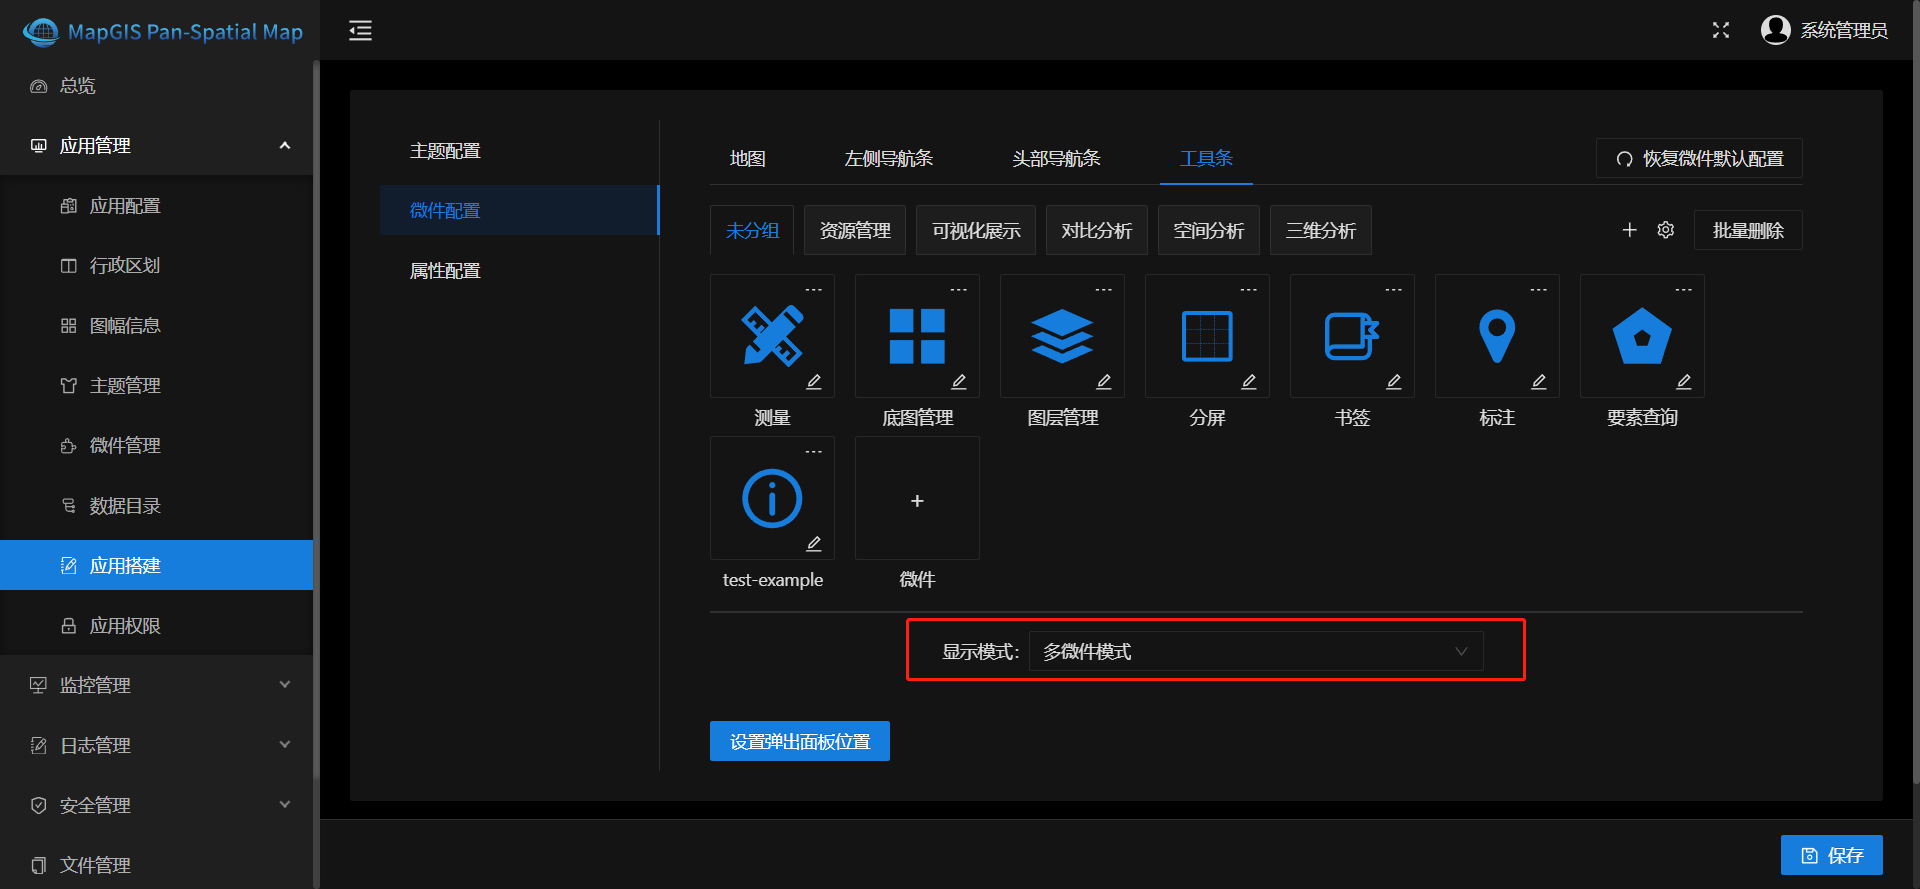 MapGIS Pan-Spatial Map
系统管理员
总览
应用管理
应用配置
行政区划
图幅信息
主题管理
微件管理
数据目录
应用搭建
应用权限
监控管理
日志管理
安全管理
文件管理
主题配置
微件配置
属性配置
地图 左侧导航条 头部导航条 工具条 恢复微件默认配置
未分组 资源管理 可视化展示 对比分析 空间分析 三维分析 批量删除
测量 底图管理 图层管理 分屏 书签 标注 要素查询
test-example 微件
显示模式: 多微件模式
设置弹出面板位置
保存